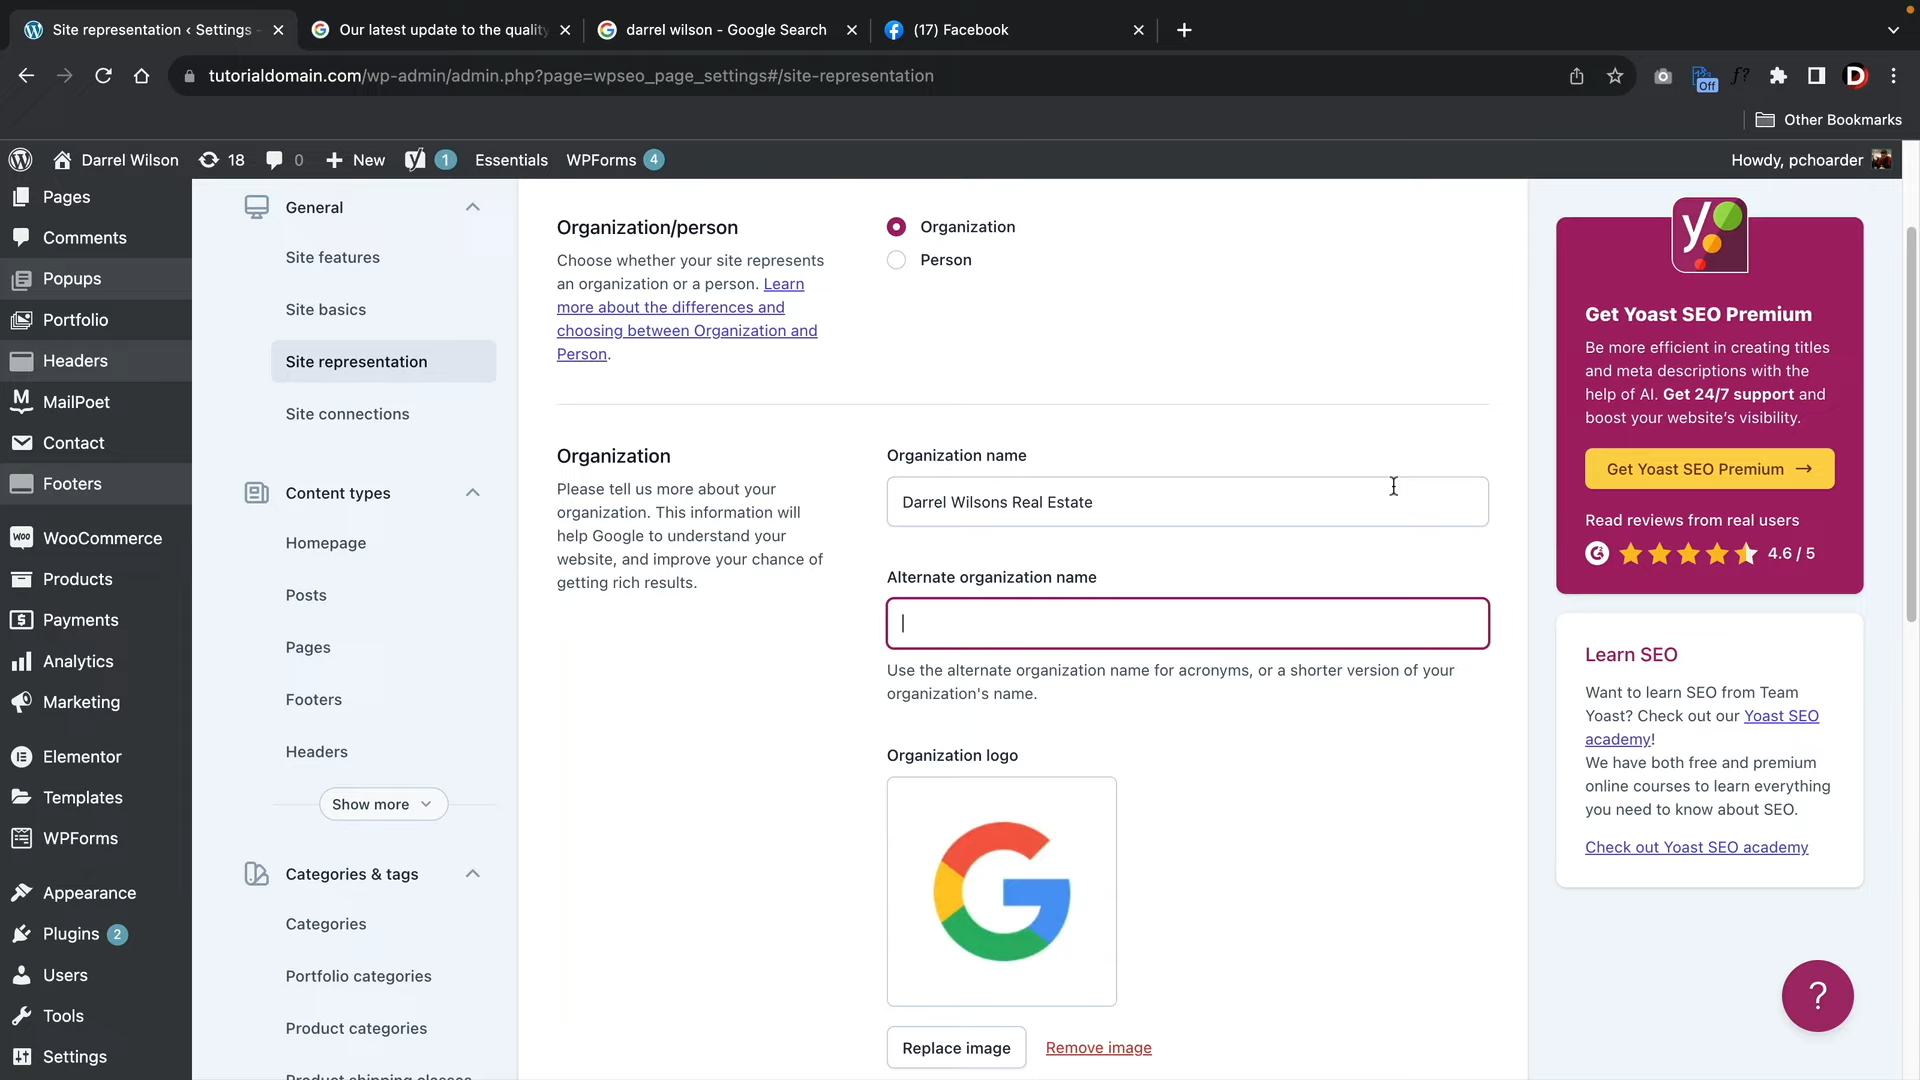 Site representation ‹ Settings -
Our latest update to the quality
darrel wilson - Google Search
(17) Facebook
tutorialdomain.com/wp-admin/admin.php?page=wpseo_page_settings#/site-representation
Off
f?
D
Other Bookmarks
Darrel Wilson
18
0
New
1
Essentials
WPForms 4
Howdy, pchoarder
Pages
Comments
Popups
Portfolio
Headers
MailPoet
Contact
Footers
WooCommerce
Products
Payments
Analytics
Marketing
Elementor
Templates
WPForms
Appearance
Plugins 2
Users
Tools
Settings
General
Site features
Site basics
Site representation
Site connections
Content types
Homepage
Posts
Pages
Footers
Headers
Show more
Categories & tags
Categories
Portfolio categories
Product categories
Product shipping classes
Organization/person
Choose whether your site represents
an organization or a person. Learn
more about the differences and
choosing between Organization and
Person.
Organization
Person
Organization
Please tell us more about your
organization. This information will
help Google to understand your
website, and improve your chance of
getting rich results.
Organization name
Darrel Wilsons Real Estate
Alternate organization name
Use the alternate organization name for acronyms, or a shorter version of your
organization's name.
Organization logo
Replace image
Remove image
Get Yoast SEO Premium
Be more efficient in creating titles
and meta descriptions with the
help of AI. Get 24/7 support and
boost your website's visibility.
Get Yoast SEO Premium →
Read reviews from real users
4.6 / 5
Learn SEO
Want to learn SEO from Team
Yoast? Check out our Yoast SEO
academy!
We have both free and premium
online courses to learn everything
you need to know about SEO.
Check out Yoast SEO academy
?